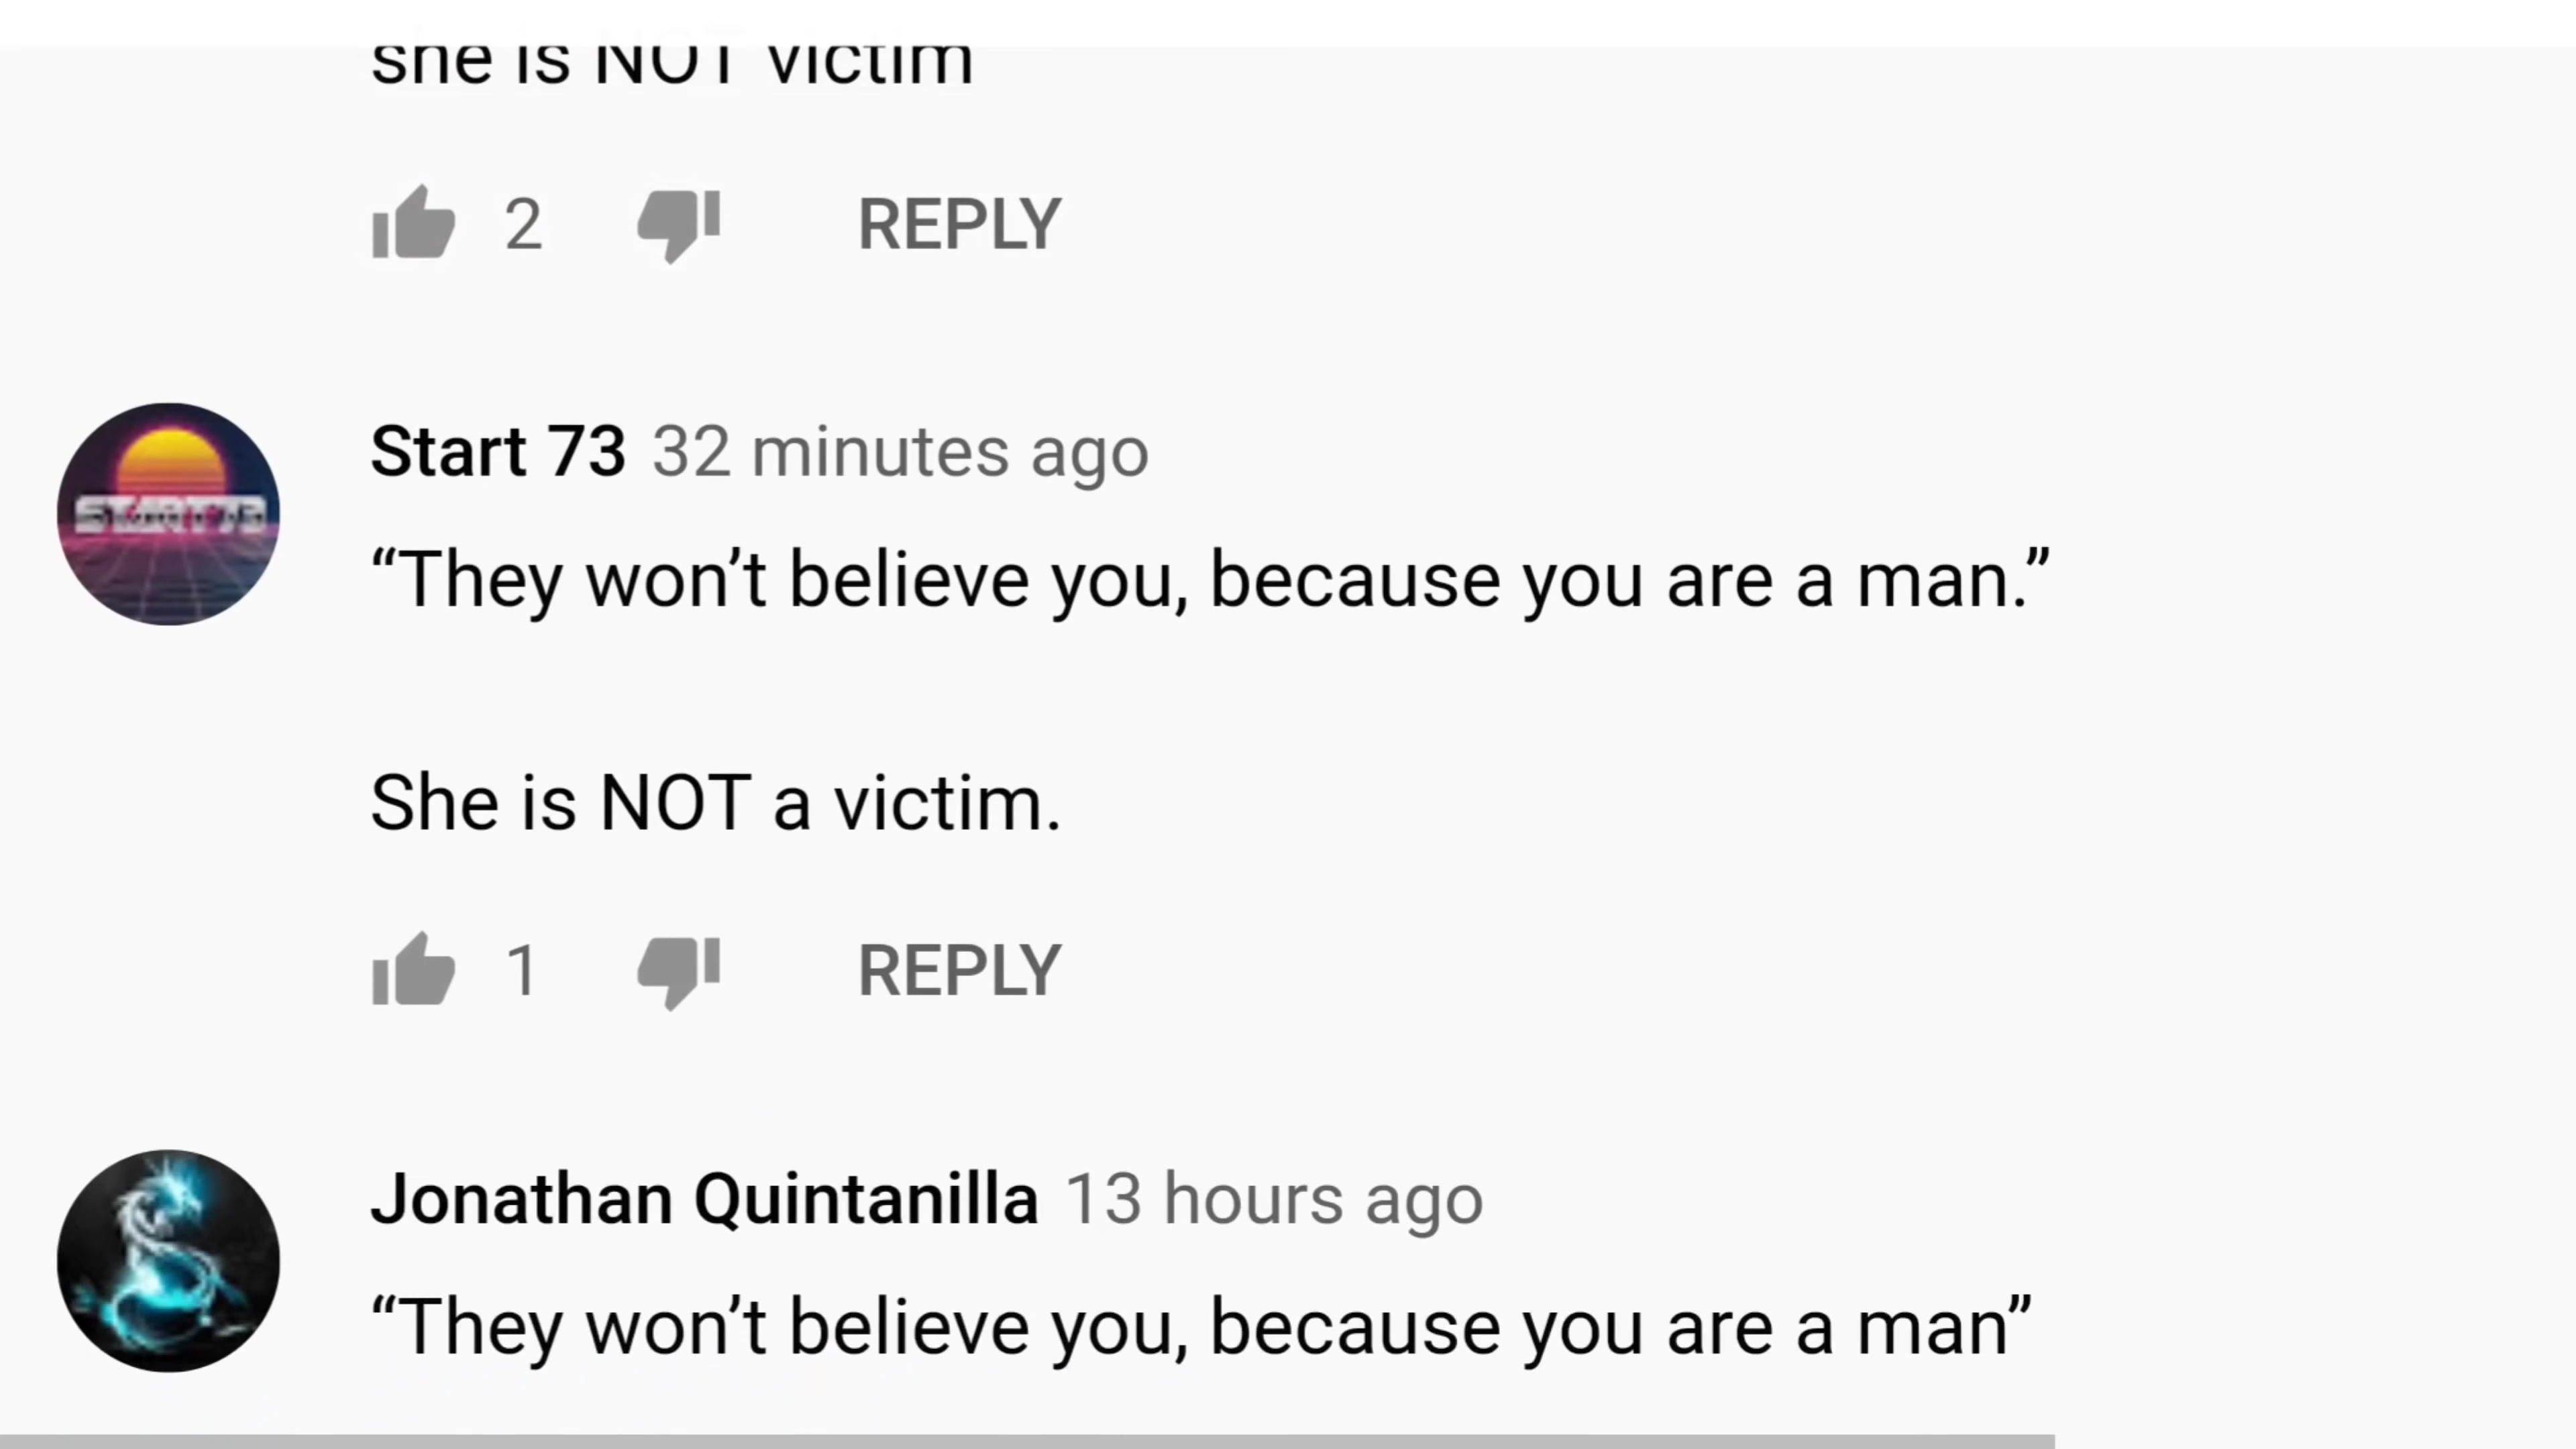 she is NOT victim
2 REPLY
Start 73 32 minutes ago
START73
“They won’t believe you, because you are a man.”
She is NOT a victim.
1 REPLY
Jonathan Quintanilla 13 hours ago
“They won’t believe you, because you are a man”